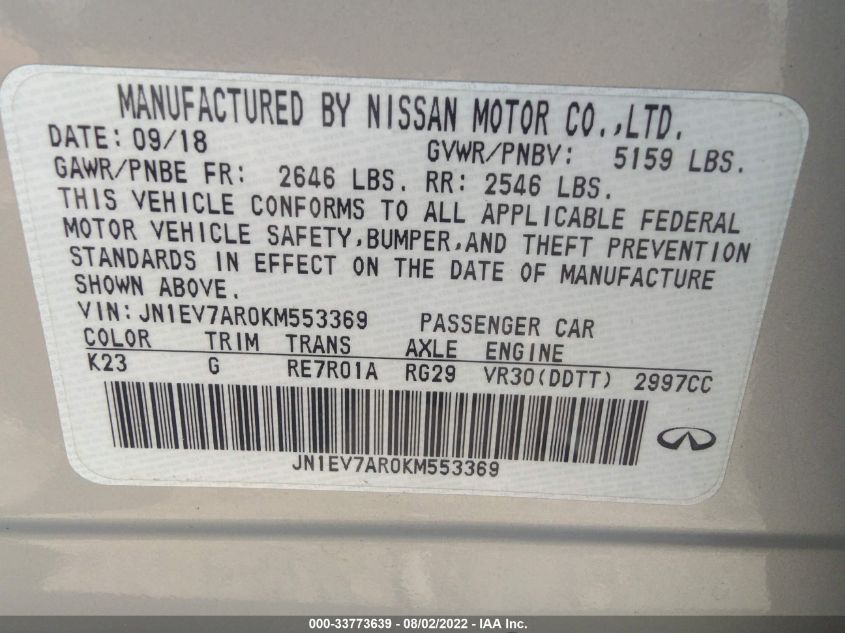 MANUFACTURED BY NISSAN MOTOR CO.,LTD.
DATE: 09/18 GVWR/PNBV: 5159 LBS.
GAWR/PNBE FR: 2646 LBS. RR: 2546 LBS.
THIS VEHICLE CONFORMS TO ALL APPLICABLE FEDERAL
MOTOR VEHICLE SAFETY,BUMPER,AND THEFT PREVENTION
STANDARDS IN EFFECT ON THE DATE OF MANUFACTURE
SHOWN ABOVE.
VIN:JN1EV7AR0KM553369 PASSENGER CAR
COLOR TRIM TRANS AXLE ENGINE
K23 G RE7R01A RG29 VR30(DDTT) 2997CC
JN1EV7AR0KM553369
000-33773639 - 08/02/2022 - IAA Inc.